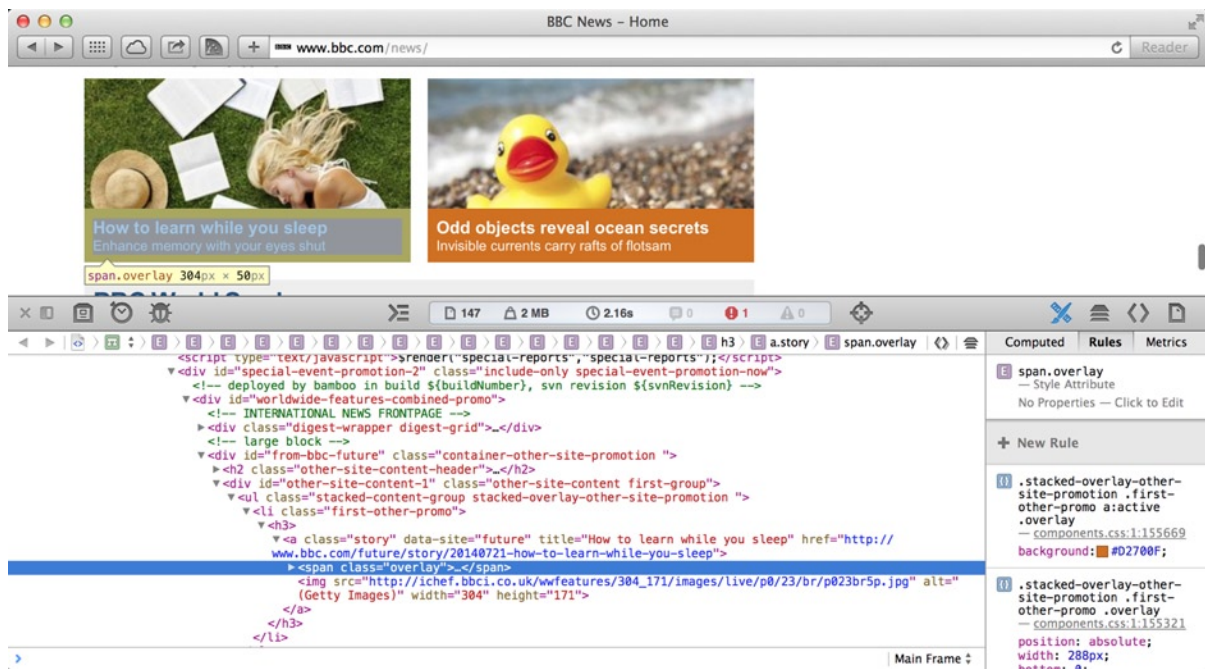 BBC News – Home
www.bbc.com/news/
Reader
How to learn while you sleep
Enhance memory with your eyes shut
Odd objects reveal ocean secrets
Invisible currents carry rafts of flotsam
span.overlay 304px × 50px
147 2 MB 2.16s 0 1 0
E E E E E E E E E E E E E E E E E h3 E a.story E span.overlay
Computed Rules Metrics
<script type="text/javascript">$render("special-reports","special-reports");</script>
<div id="special-event-promotion-2" class="include-only special-event-promotion-now">
<!-- deployed by bamboo in build ${buildNumber}, svn revision ${svnRevision} -->
<div id="worldwide-features-combined-promo">
<!-- INTERNATIONAL NEWS FRONTPAGE -->
<div class="digest-wrapper digest-grid">…</div>
<!-- large block -->
<div id="from-bbc-future" class="container-other-site-promotion ">
<h2 class="other-site-content-header">…</h2>
<div id="other-site-content-1" class="other-site-content first-group">
<ul class="stacked-content-group stacked-overlay-other-site-promotion ">
<li class="first-other-promo">
<h3>
<a class="story" data-site="future" title="How to learn while you sleep" href="http://
www.bbc.com/future/story/20140721-how-to-learn-while-you-sleep">
<span class="overlay">…</span>
<img src="http://ichef.bbci.co.uk/wwfeatures/304_171/images/live/p0/23/br/p023br5p.jpg" alt="
(Getty Images)" width="304" height="171">
</a>
</h3>
</li>
Main Frame
E span.overlay
— Style Attribute
No Properties — Click to Edit
+ New Rule
.stacked-overlay-other-
site-promotion .first-
other-promo a:active
.overlay
— components.css:1:155669
background: #D2700F;
.stacked-overlay-other-
site-promotion .first-
other-promo .overlay
— components.css:1:155321
position: absolute;
width: 288px;